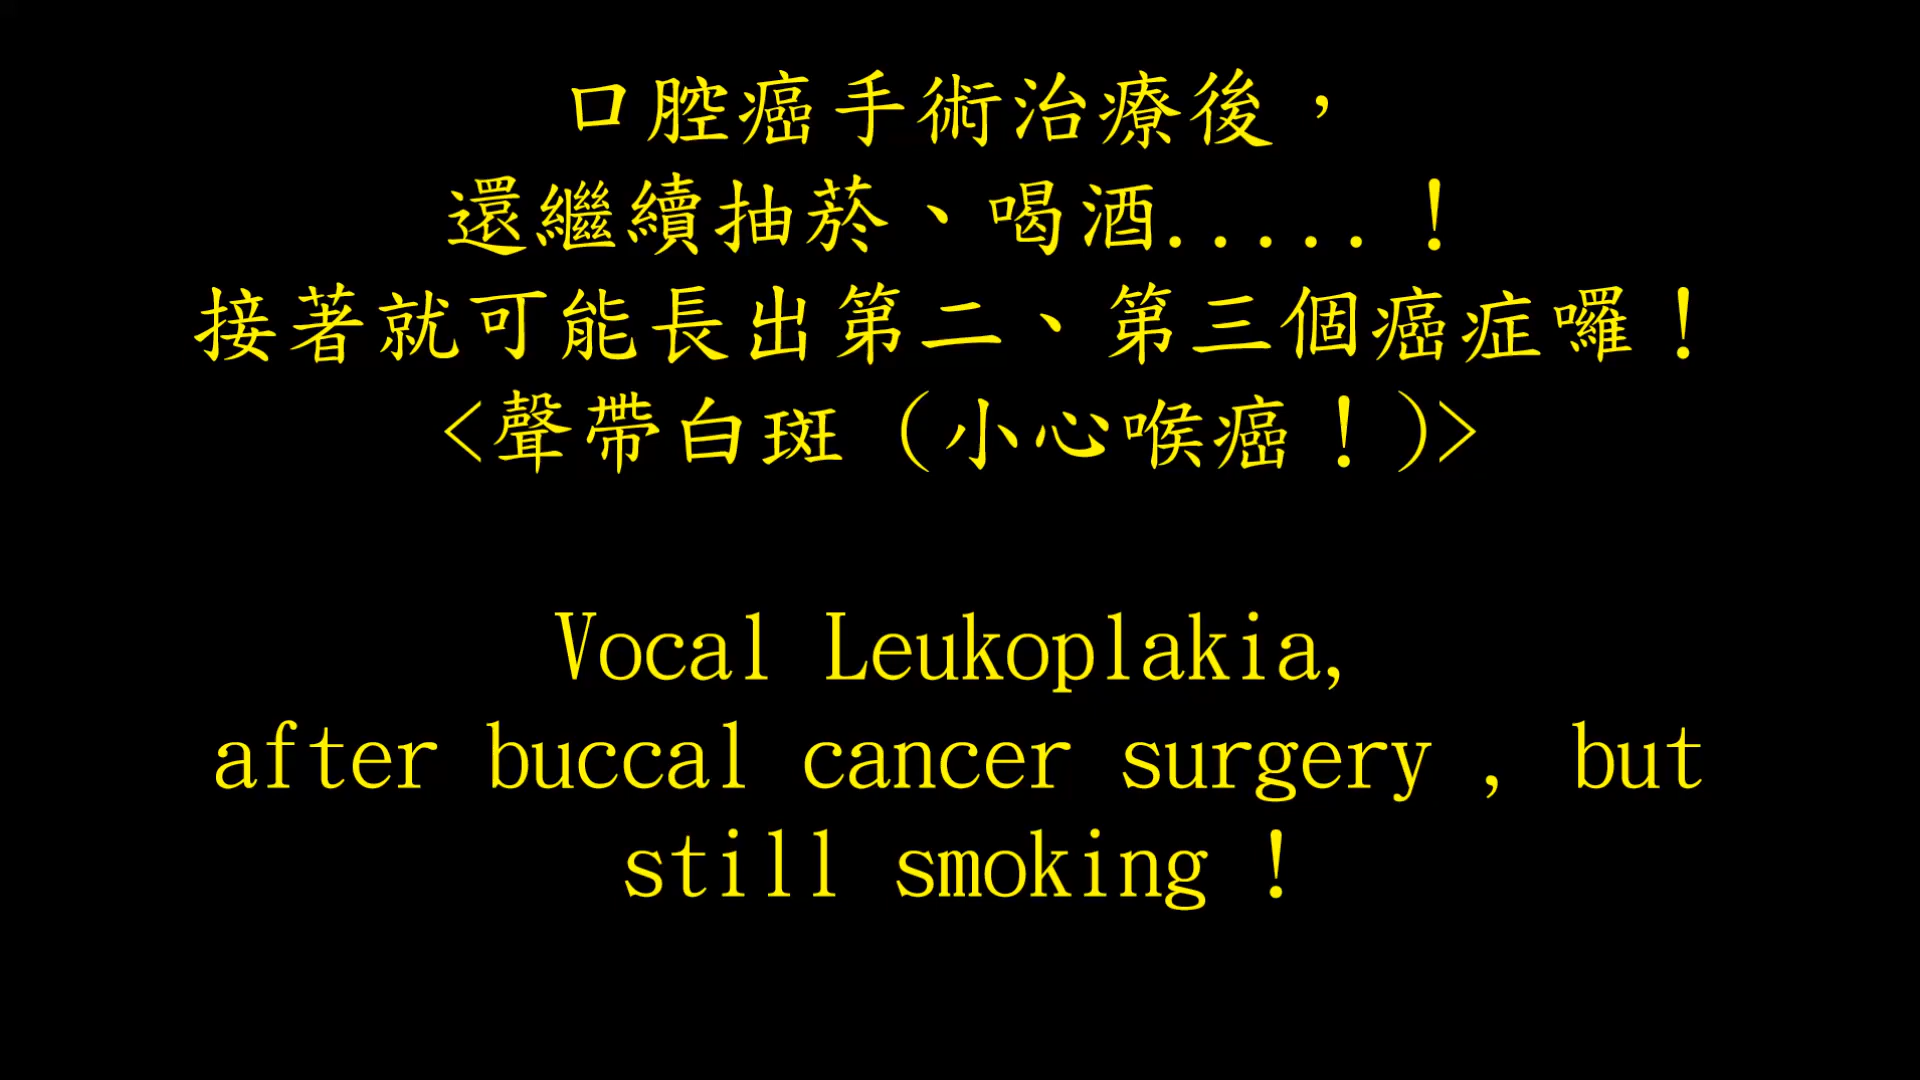 口腔癌手術治療後，
還繼續抽菸、喝酒.....！
接著就可能長出第二、第三個癌症囉！
<聲帶白斑（小心喉癌！)>
Vocal Leukoplakia,
after buccal cancer surgery , but
still smoking !